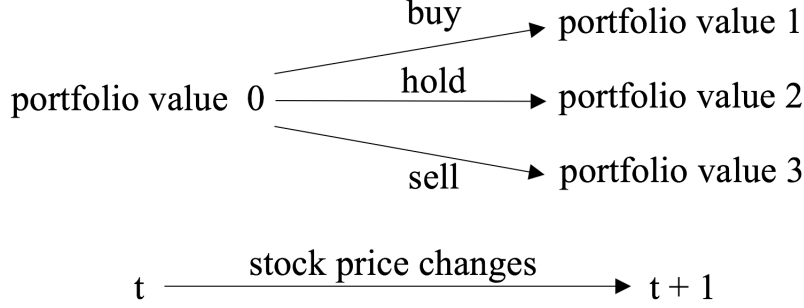 buy
portfolio value 1
portfolio value 0
hold
portfolio value 2
sell
portfolio value 3
stock price changes
t
t + 1